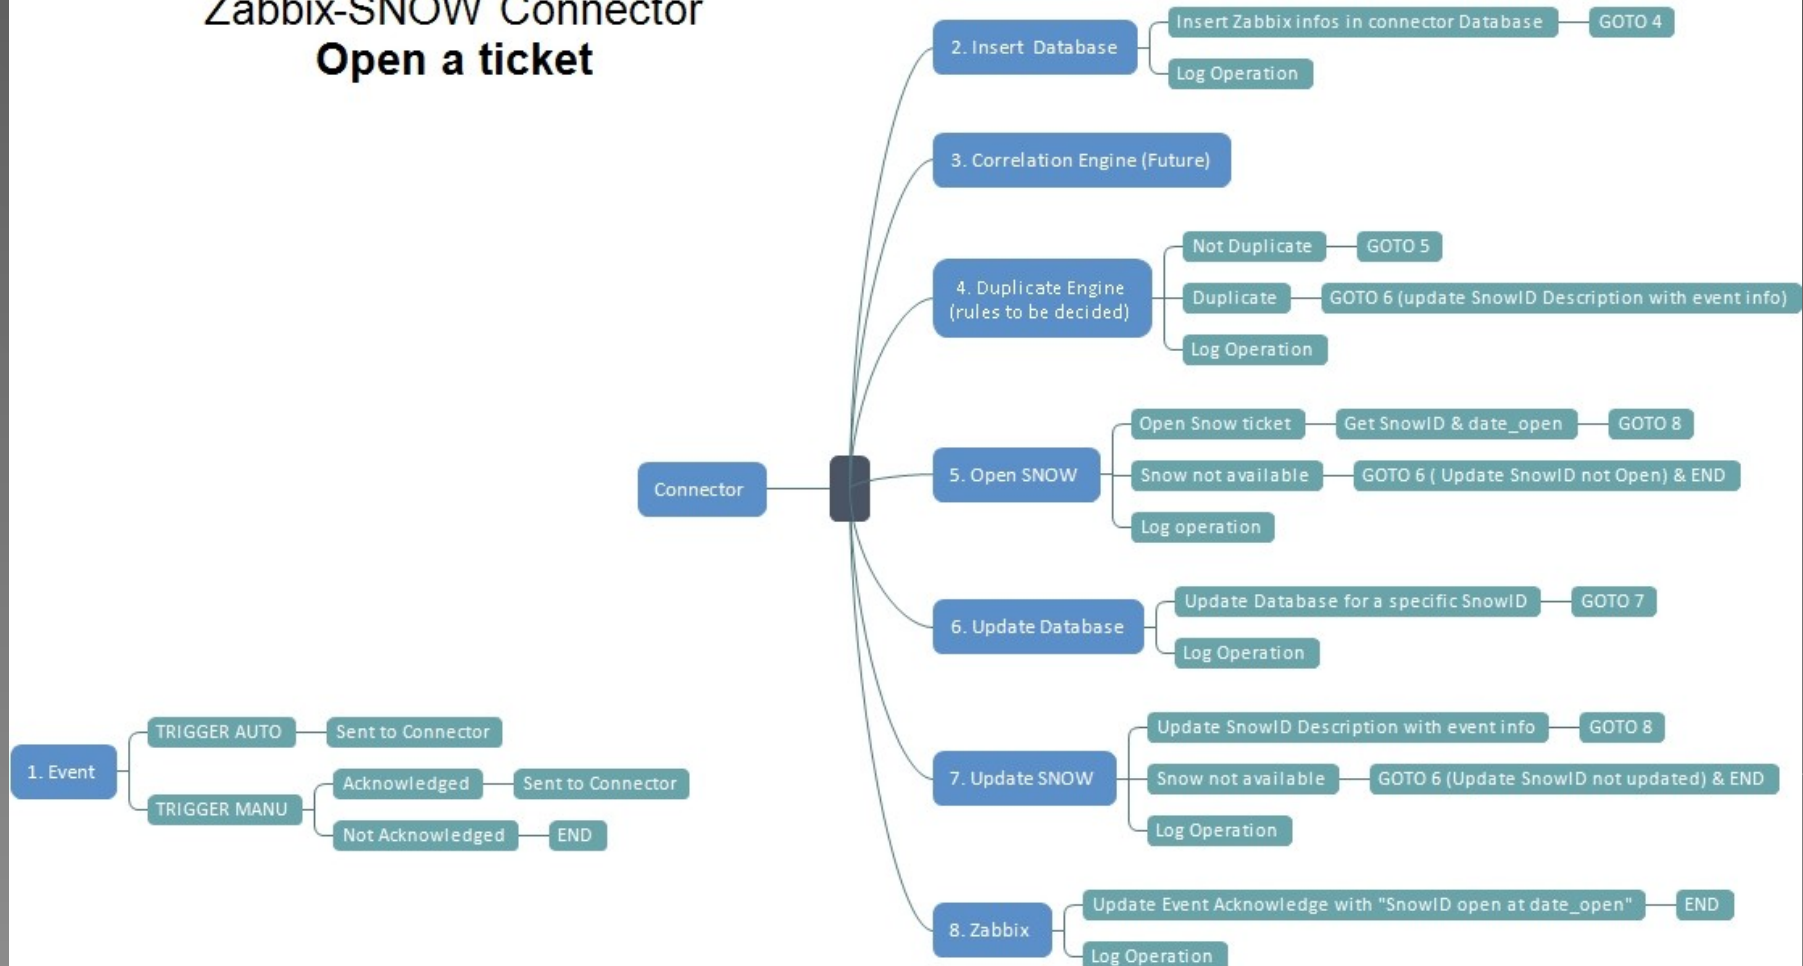 Zabbix-SNOW Connector
Open a ticket
1. Event
TRIGGER AUTO
Sent to Connector
TRIGGER MANU
Acknowledged
Sent to Connector
Not Acknowledged
END
Connector
2. Insert Database
Insert Zabbix infos in connector Database
GOTO 4
Log Operation
3. Correlation Engine (Future)
4. Duplicate Engine
(rules to be decided)
Not Duplicate
GOTO 5
Duplicate
GOTO 6 (update SnowID Description with event info)
Log Operation
5. Open SNOW
Open Snow ticket
Get SnowID & date_open
GOTO 8
Snow not available
GOTO 6 ( Update SnowID not Open) & END
Log operation
6. Update Database
Update Database for a specific SnowID
GOTO 7
Log Operation
7. Update SNOW
Update SnowID Description with event info
GOTO 8
Snow not available
GOTO 6 (Update SnowID not updated) & END
Log Operation
8. Zabbix
Update Event Acknowledge with "SnowID open at date_open"
END
Log Operation